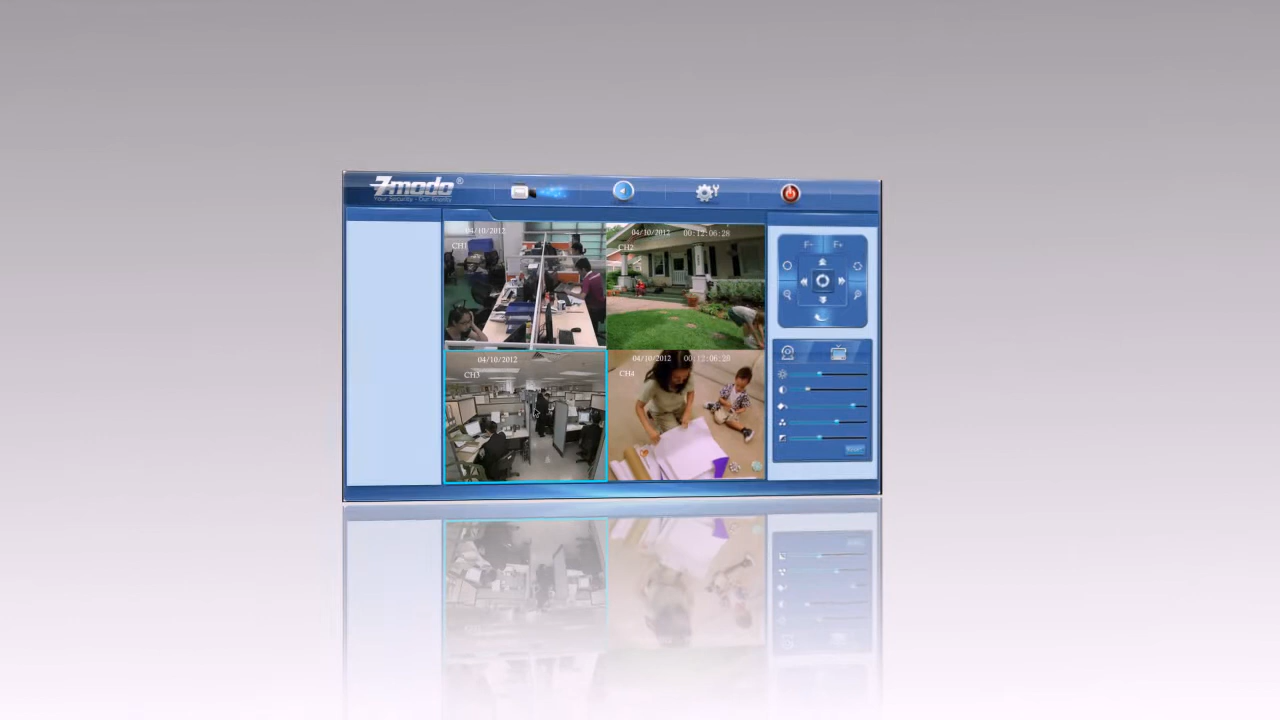 Zmodo®
Your Security - Our Priority
04/10/2012
CH1
04/10/2012 00:12:06:28
CH2
F- F+
04/10/2012
CH3
04/10/2012 00:12:06:28
CH4